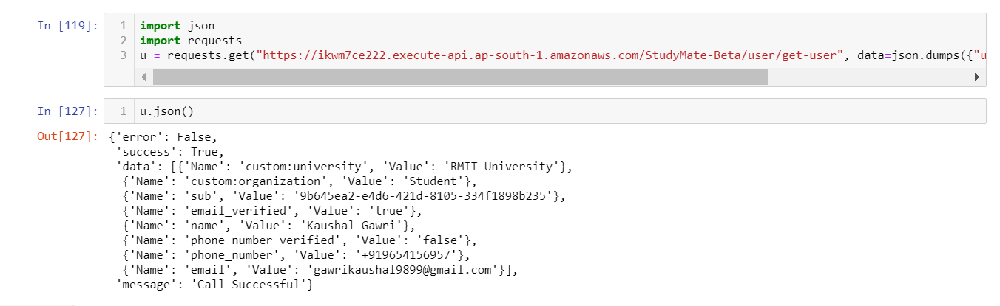 In [119]:
1 import json
2 import requests
3 u = requests.get("https://ikwm7ce222.execute-api.ap-south-1.amazonaws.com/StudyMate-Beta/user/get-user", data=json.dumps({"u
In [127]:
1 u.json()
Out[127]: {'error': False,
'success': True,
'data': [{'Name': 'custom:university', 'Value': 'RMIT University'},
{'Name': 'custom:organization', 'Value': 'Student'},
{'Name': 'sub', 'Value': '9b645ea2-e4d6-421d-8105-334f1898b235'},
{'Name': 'email_verified', 'Value': 'true'},
{'Name': 'name', 'Value': 'Kaushal Gawri'},
{'Name': 'phone_number_verified', 'Value': 'false'},
{'Name': 'phone_number', 'Value': '+919654156957'},
{'Name': 'email', 'Value': 'gawrikaushal9899@gmail.com'}],
'message': 'Call Successful'}